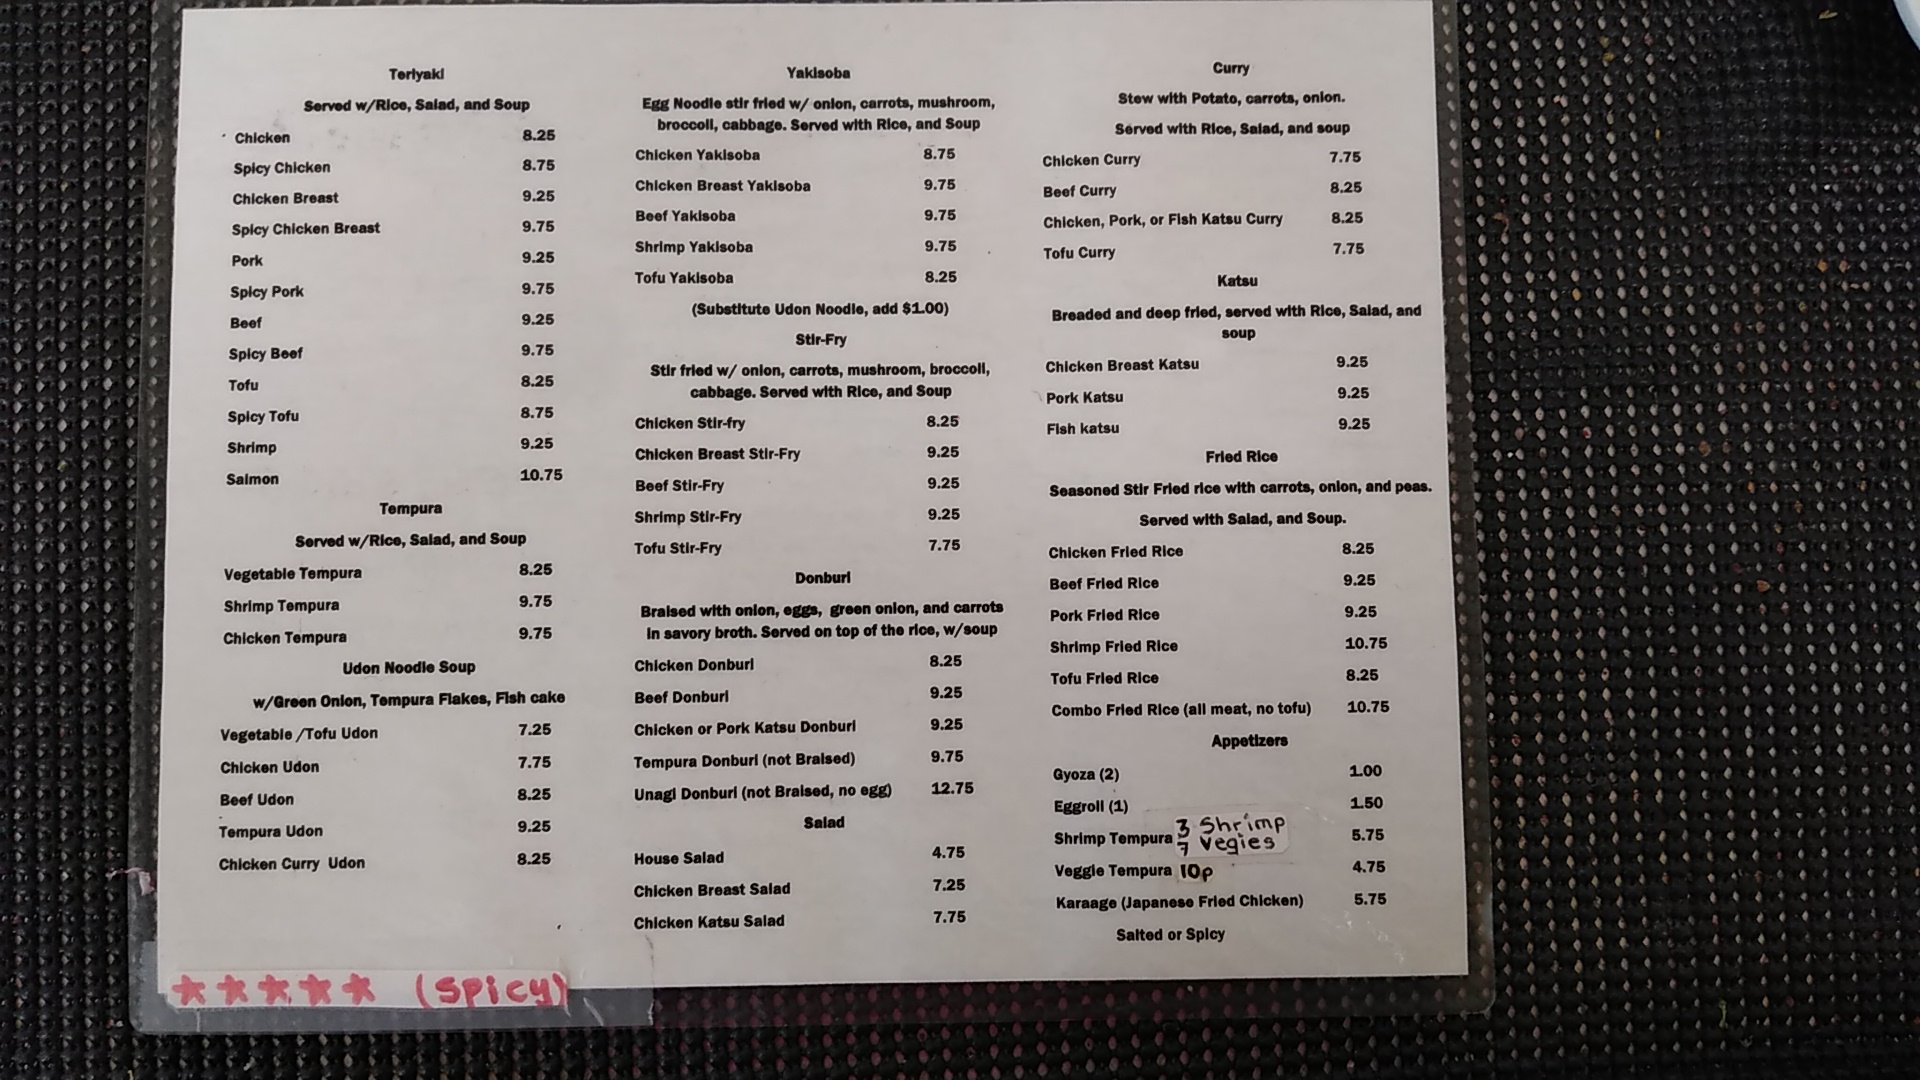 Teriyaki
Served w/Rice, Salad, and Soup
Chicken 8.25
Spicy Chicken 8.75
Chicken Breast 9.25
Spicy Chicken Breast 9.75
Pork 9.25
Spicy Pork 9.75
Beef 9.25
Spicy Beef 9.75
Tofu 8.25
Spicy Tofu 8.75
Shrimp 9.25
Salmon 10.75
Tempura
Served w/Rice, Salad, and Soup
Vegetable Tempura 8.25
Shrimp Tempura 9.75
Chicken Tempura 9.75
Udon Noodle Soup
w/Green Onion, Tempura Flakes, Fish cake
Vegetable /Tofu Udon 7.25
Chicken Udon 7.75
Beef Udon 8.25
Tempura Udon 9.25
Chicken Curry Udon 8.25
★★★★★ (Spicy)
Yakisoba
Egg Noodle stir fried w/ onion, carrots, mushroom,
broccoli, cabbage. Served with Rice, and Soup
Chicken Yakisoba 8.75
Chicken Breast Yakisoba 9.75
Beef Yakisoba 9.75
Shrimp Yakisoba 9.75
Tofu Yakisoba 8.25
(Substitute Udon Noodle, add $1.00)
Stir-Fry
Stir fried w/ onion, carrots, mushroom, broccoli,
cabbage. Served with Rice, and Soup
Chicken Stir-fry 8.25
Chicken Breast Stir-Fry 9.25
Beef Stir-Fry 9.25
Shrimp Stir-Fry 9.25
Tofu Stir-Fry 7.75
Donburi
Braised with onion, eggs, green onion, and carrots
in savory broth. Served on top of the rice, w/soup
Chicken Donburi 8.25
Beef Donburi 9.25
Chicken or Pork Katsu Donburi 9.25
Tempura Donburi (not Braised) 9.75
Unagi Donburi (not Braised, no egg) 12.75
Salad
House Salad 4.75
Chicken Breast Salad 7.25
Chicken Katsu Salad 7.75
Curry
Stew with Potato, carrots, onion.
Served with Rice, Salad, and soup
Chicken Curry 7.75
Beef Curry 8.25
Chicken, Pork, or Fish Katsu Curry 8.25
Tofu Curry 7.75
Katsu
Breaded and deep fried, served with Rice, Salad, and
soup
Chicken Breast Katsu 9.25
Pork Katsu 9.25
Fish katsu 9.25
Fried Rice
Seasoned Stir Fried rice with carrots, onion, and peas.
Served with Salad, and Soup.
Chicken Fried Rice 8.25
Beef Fried Rice 9.25
Pork Fried Rice 9.25
Shrimp Fried Rice 10.75
Tofu Fried Rice 8.25
Combo Fried Rice (all meat, no tofu) 10.75
Appetizers
Gyoza (2) 1.00
Eggroll (1) 1.50
Shrimp Tempura 3 Shrimp 5.75
7 Vegies
Veggie Tempura 10p 4.75
Karaage (Japanese Fried Chicken) 5.75
Salted or Spicy